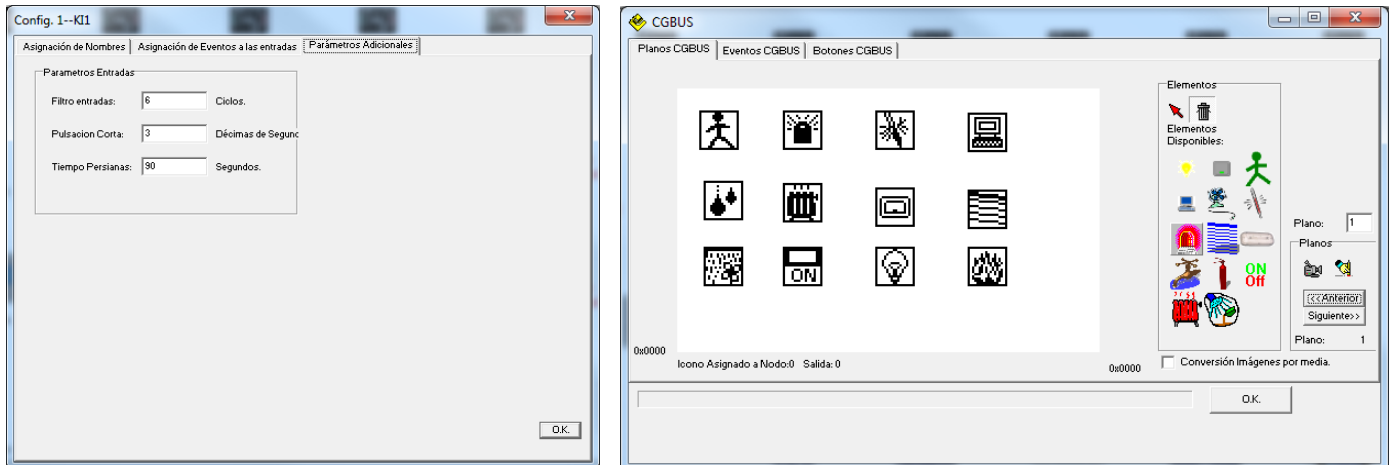 Config. 1--KI1
Asignación de Nombres
Asignación de Eventos a las entradas
Parámetros Adicionales
Parametros Entradas
Filtro entradas: 6 Ciclos.
Pulsacion Corta: 3 Décimas de Segunc
Tiempo Persianas: 90 Segundos.
O.K.
CGBUS
Planos CGBUS
Eventos CGBUS
Botones CGBUS
ON
0x0000
Icono Asignado a Nodo:0 Salida: 0
0x0000
Elementos
Elementos
Disponibles:
ON
Off
Plano: 1
Planos
<<Anterior
Siguiente>>
Plano: 1
Conversión Imágenes por media.
O.K.